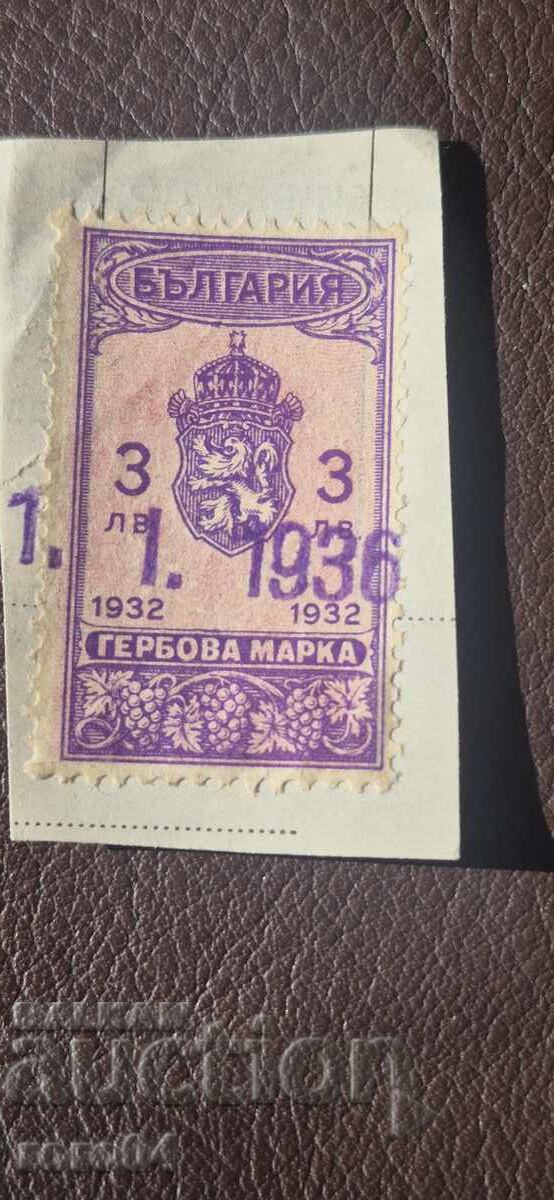 БЪЛГАРИЯ
3 3
ЛВ ЛВ.
1. 1. 1936
1932 1932
ГЕРБОВА МАРКА
BALKAN
auction